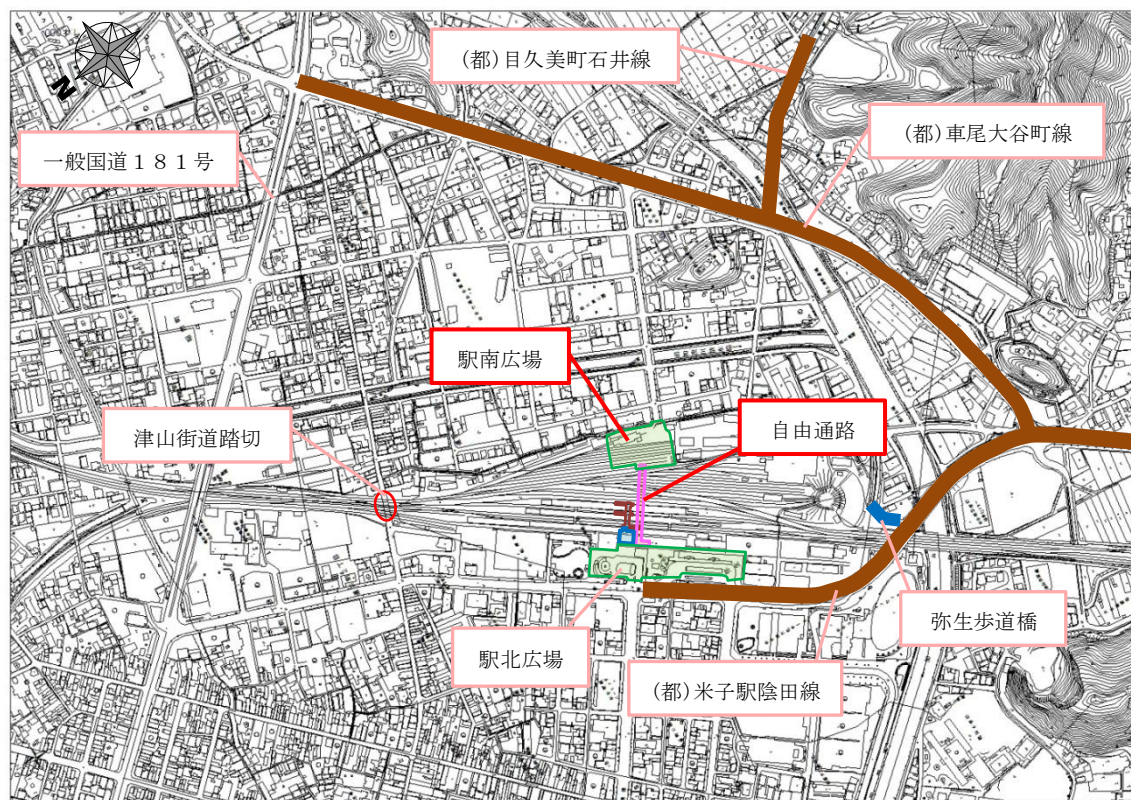 (都)目久美町石井線
(都)車尾大谷町線
一般国道１８１号
N
駅南広場
自由通路
津山街道踏切
弥生歩道橋
駅北広場
(都)米子駅陰田線